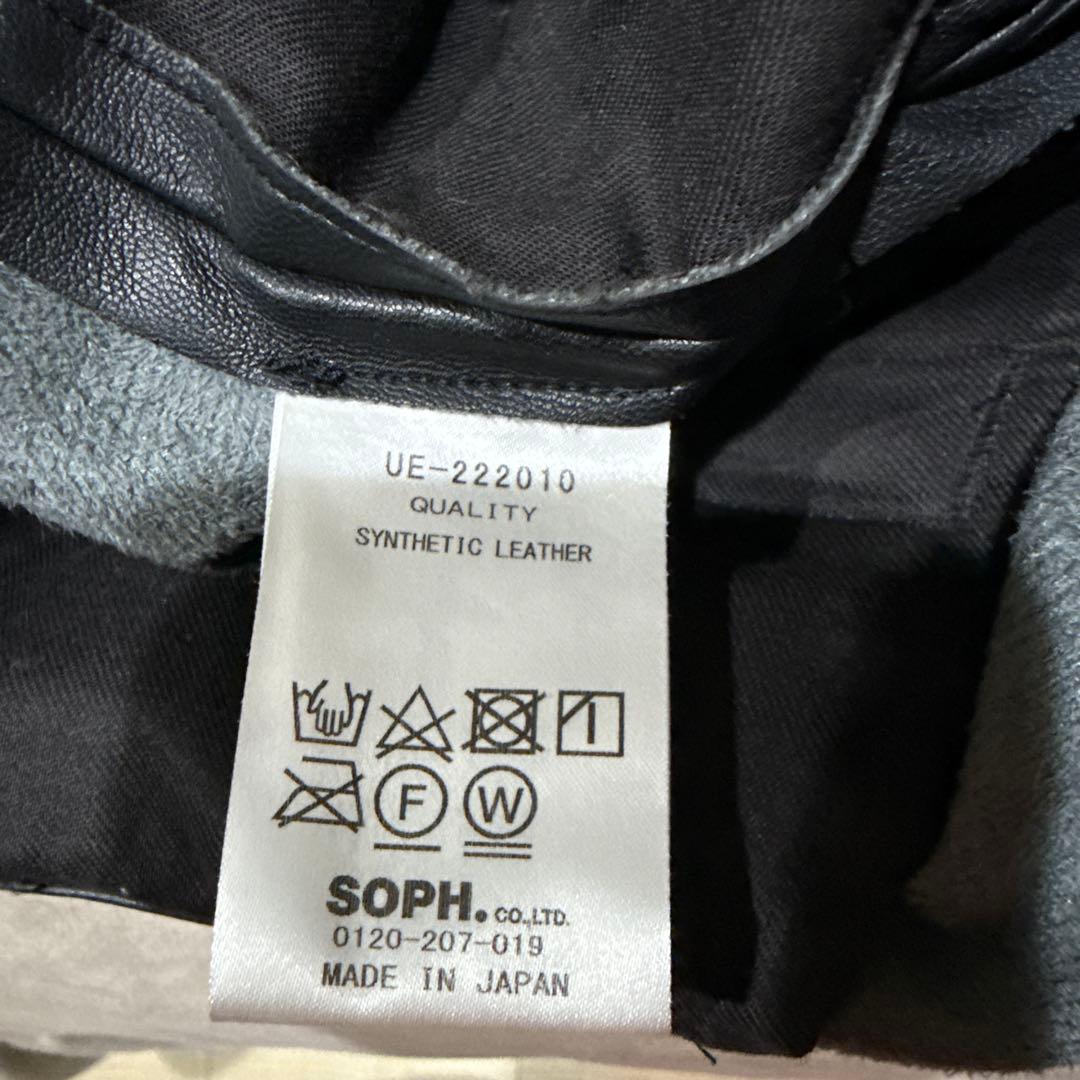 UE-222010
QUALITY
SYNTHETIC LEATHER
F W
SOPH. CO.,LTD.
0120-207-019
MADE IN JAPAN